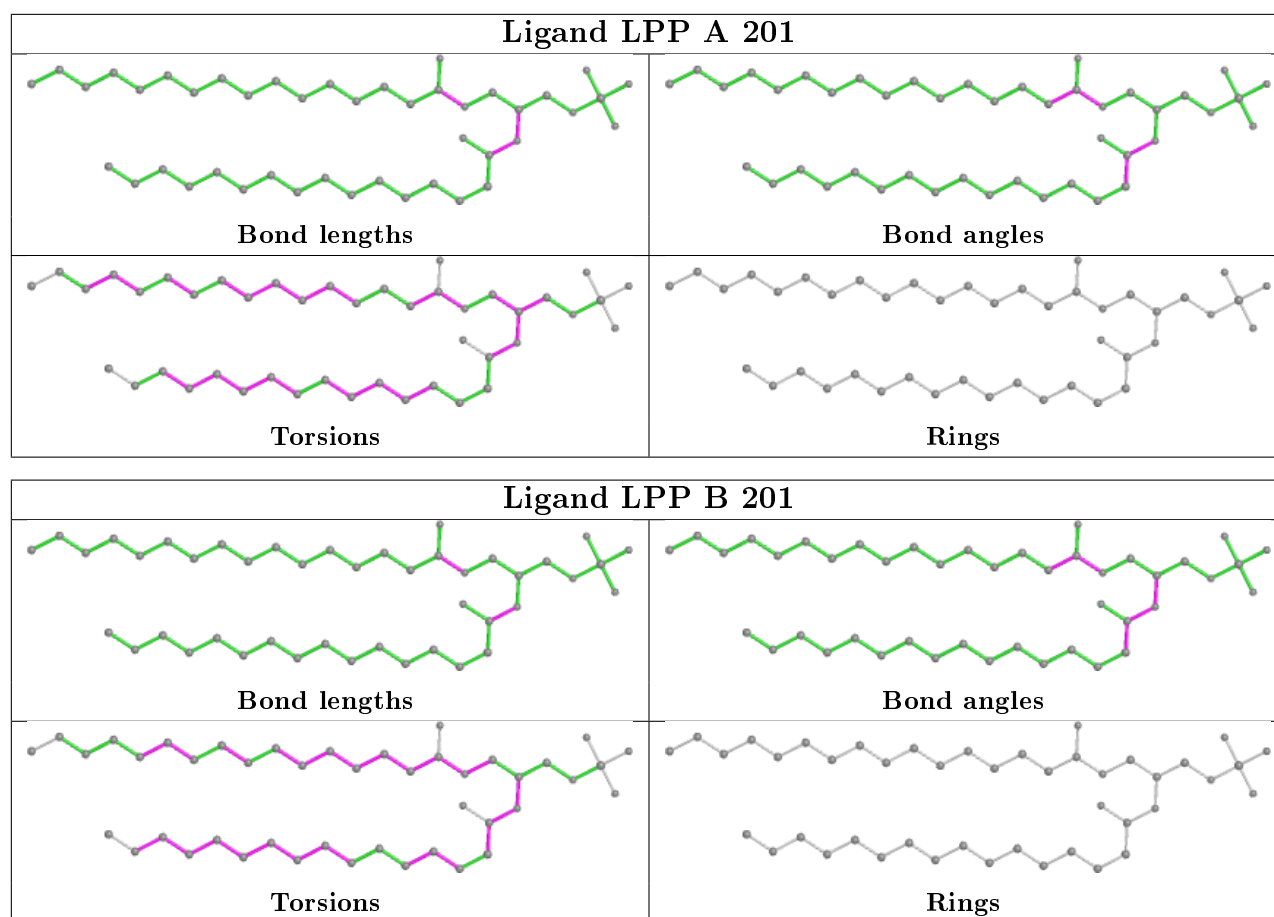 Ligand LPP A 201
Bond lengths
Bond angles
Torsions
Rings
Ligand LPP B 201
Bond lengths
Bond angles
Torsions
Rings